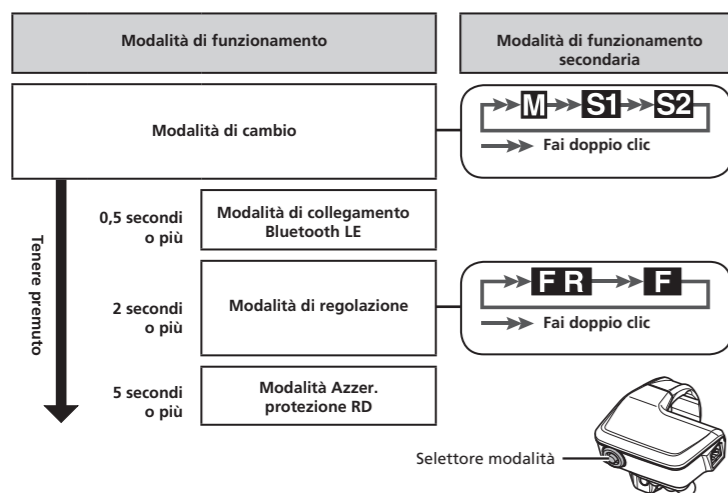 Modalità di funzionamento
Modalità di funzionamento
secondaria
Modalità di cambio
M S1 S2
Fai doppio clic
Tenere premuto
0,5 secondi
o più
Modalità di collegamento
Bluetooth LE
2 secondi
o più
Modalità di regolazione
F R F
Fai doppio clic
5 secondi
o più
Modalità Azzer.
protezione RD
Selettore modalità